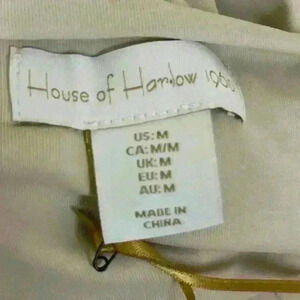 House of Harlow 1960
US: M
CA: M/M
UK: M
EU: M
AU: M
MADE IN
CHINA